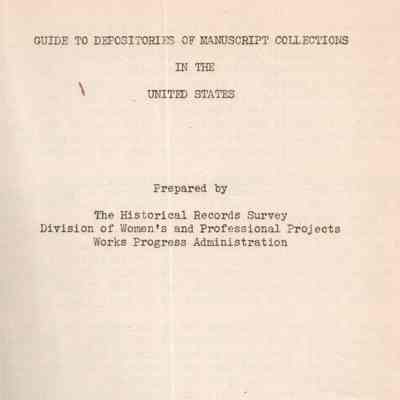 GUIDE TO DEPOSITORIES OF MANUSCRIPT COLLECTIONS
IN THE
UNITED STATES
Prepared by
The Historical Records Survey
Division of Women's and Professional Projects
Works Progress Administration